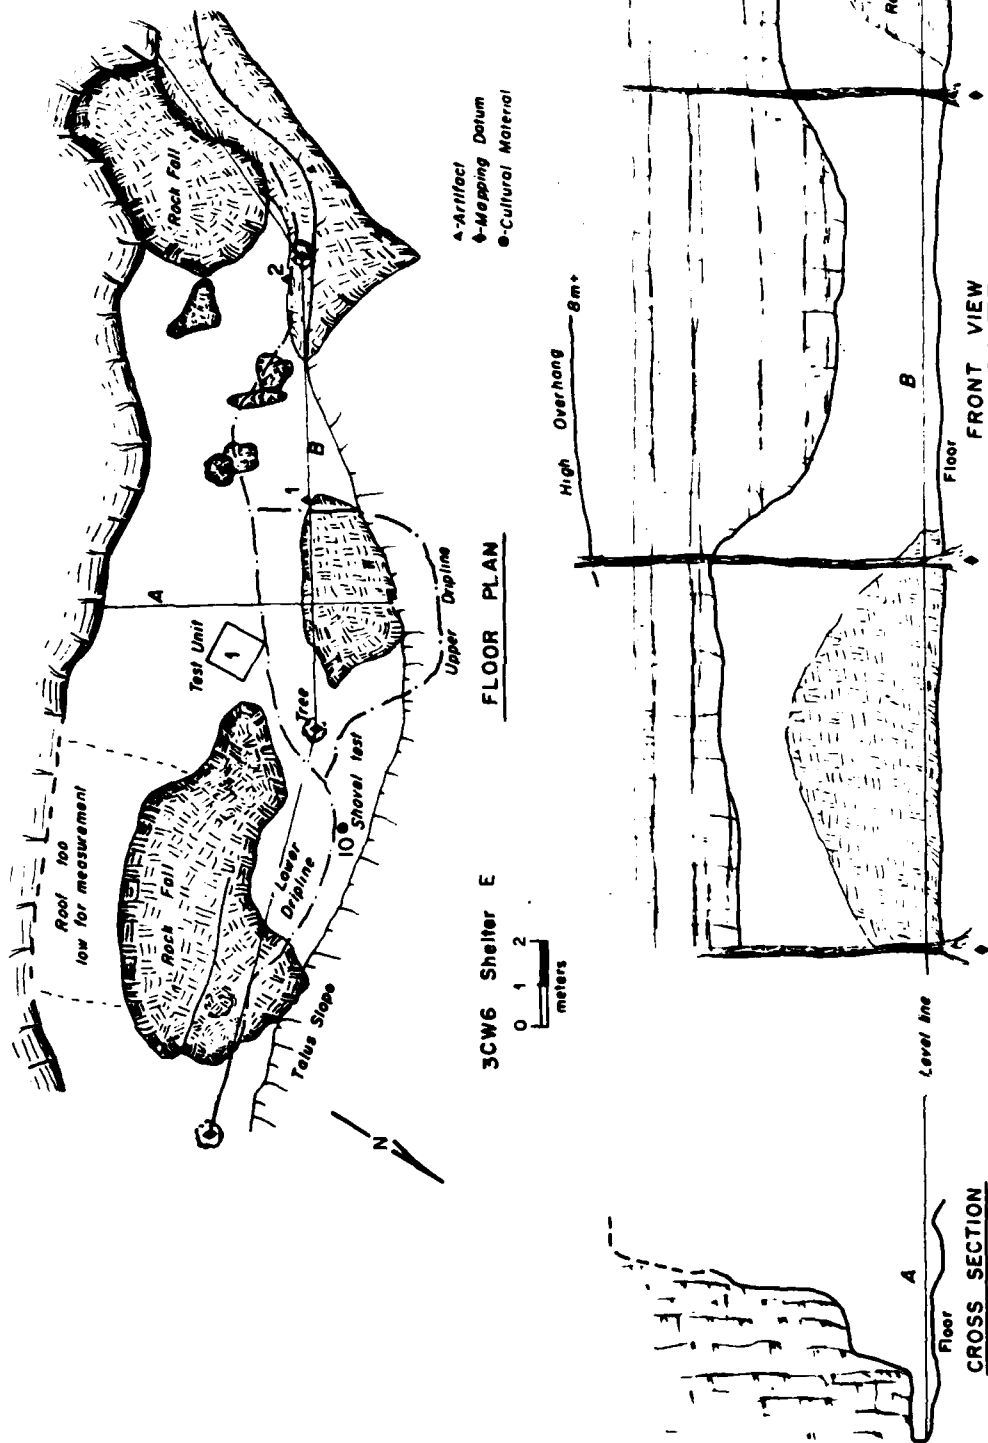 Rock Fall
2
▲-Artifact
♦-Mapping Datum
●-Cultural Material
B
1
A
Test Unit
1
Tree
Upper Dripline
FLOOR PLAN
Roof too
low for measurement
Rock Fall
Lower
Dripline
10
Shovel test
Talus Slope
N
3CW6 Shelter E
0 1 2
meters
High Overhang 8m+
B
Floor
FRONT VIEW
Level line
A
Floor
CROSS SECTION